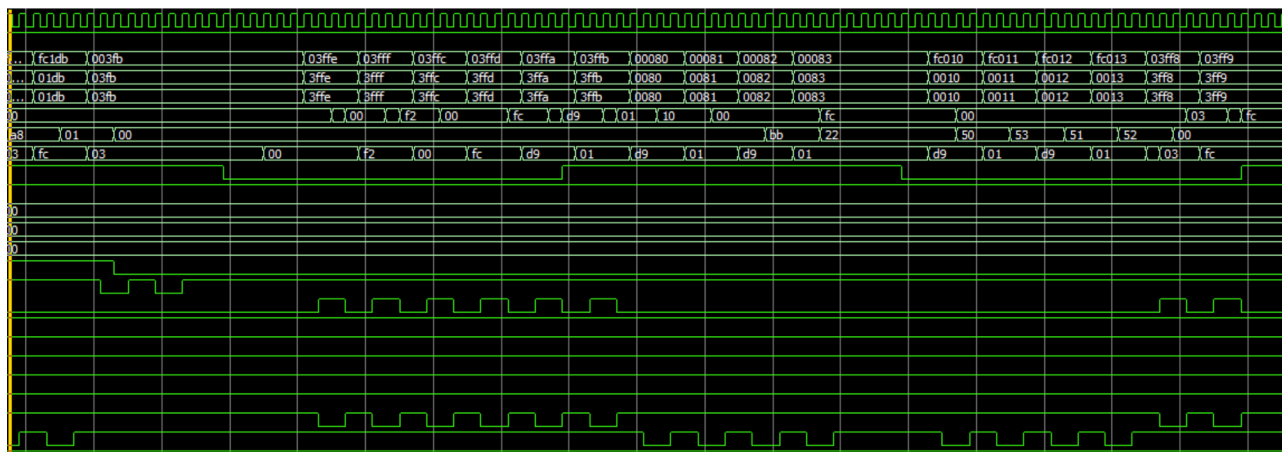 .. fc1db 003fb 03ffe 03fff 03ffc 03ffd 03ffa 03ffb 00080 00081 00082 00083 fc010 fc011 fc012 fc013 03ff8 03ff9
.. 01db 03fb 3ffe 3fff 3ffc 3ffd 3ffa 3ffb 0080 0081 0082 0083 0010 0011 0012 0013 3ff8 3ff9
.. 01db 03fb 3ffe 3fff 3ffc 3ffd 3ffa 3ffb 0080 0081 0082 0083 0010 0011 0012 0013 3ff8 3ff9
00 f2 00 fc d9 01 10 00 fc 00 03 fc
a8 01 00 bb 22 50 53 51 52 00
fc 03 00 f2 00 fc d9 01 d9 01 d9 01 d9 01 d9 01 03 fc
00
00
00